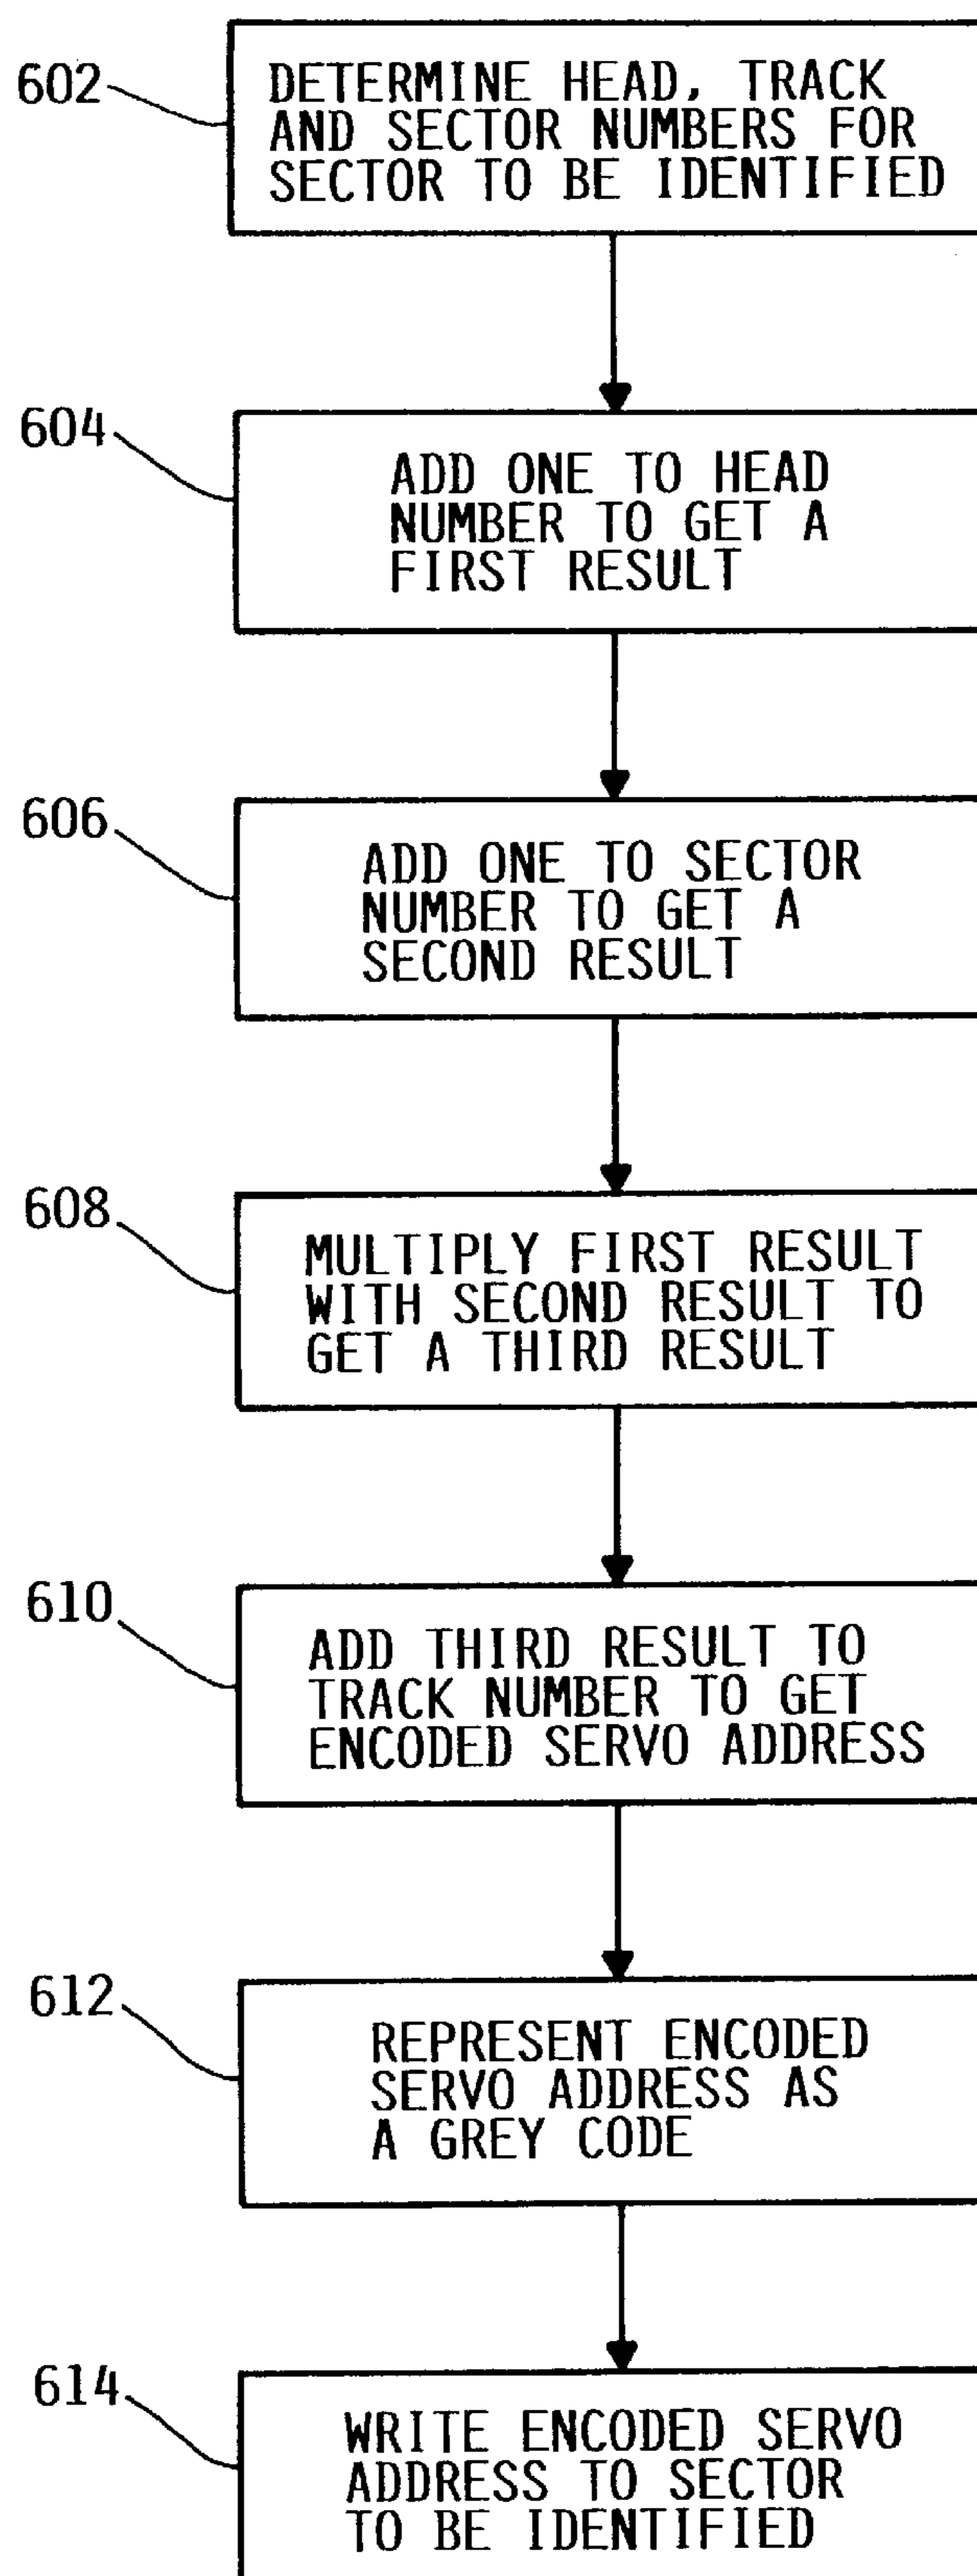 602
DETERMINE HEAD, TRACK
AND SECTOR NUMBERS FOR
SECTOR TO BE IDENTIFIED
604
ADD ONE TO HEAD
NUMBER TO GET A
FIRST RESULT
606
ADD ONE TO SECTOR
NUMBER TO GET A
SECOND RESULT
608
MULTIPLY FIRST RESULT
WITH SECOND RESULT TO
GET A THIRD RESULT
610
ADD THIRD RESULT TO
TRACK NUMBER TO GET
ENCODED SERVO ADDRESS
612
REPRESENT ENCODED
SERVO ADDRESS AS
A GREY CODE
614
WRITE ENCODED SERVO
ADDRESS TO SECTOR
TO BE IDENTIFIED